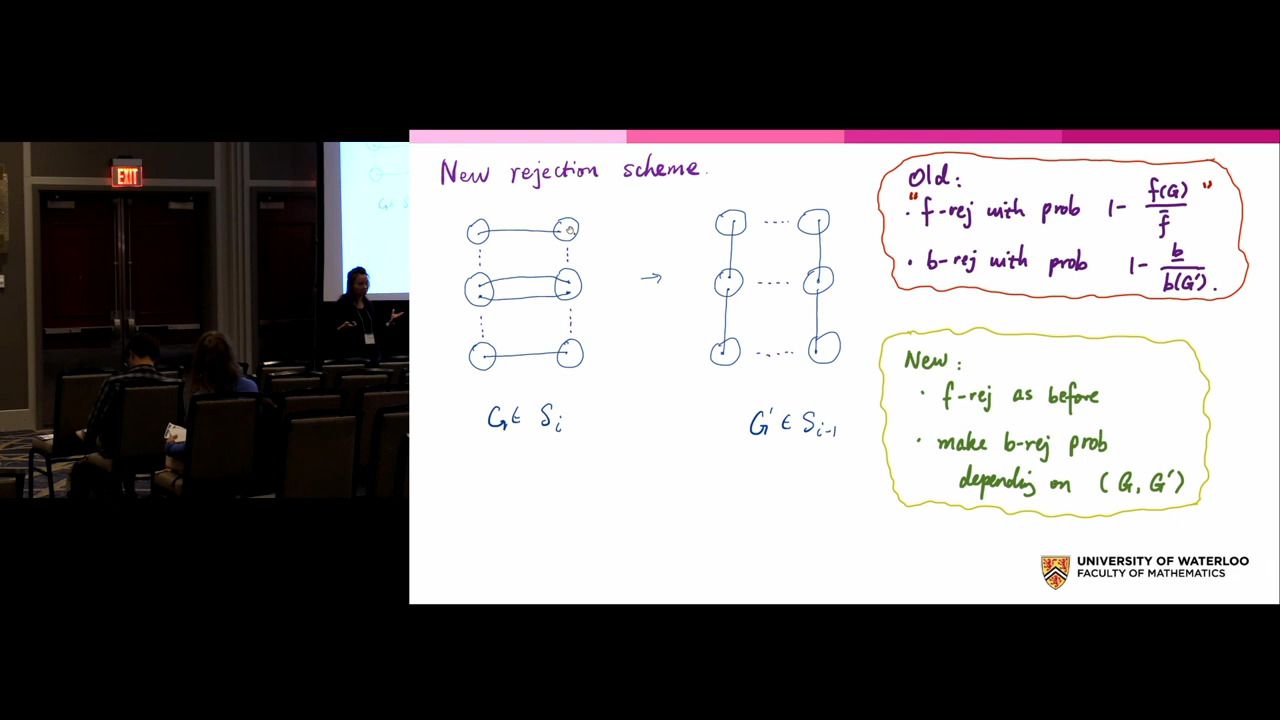 EXIT
New rejection scheme.
G ∈ S_i
→
G' ∈ S_{i-1}
Old:
" · f-rej with prob 1 - f(G) / f̄ "
· b-rej with prob 1 - b̲ / b(G') .
New:
· f-rej as before
· make b-rej prob
depending on (G, G')
UNIVERSITY OF WATERLOO
FACULTY OF MATHEMATICS